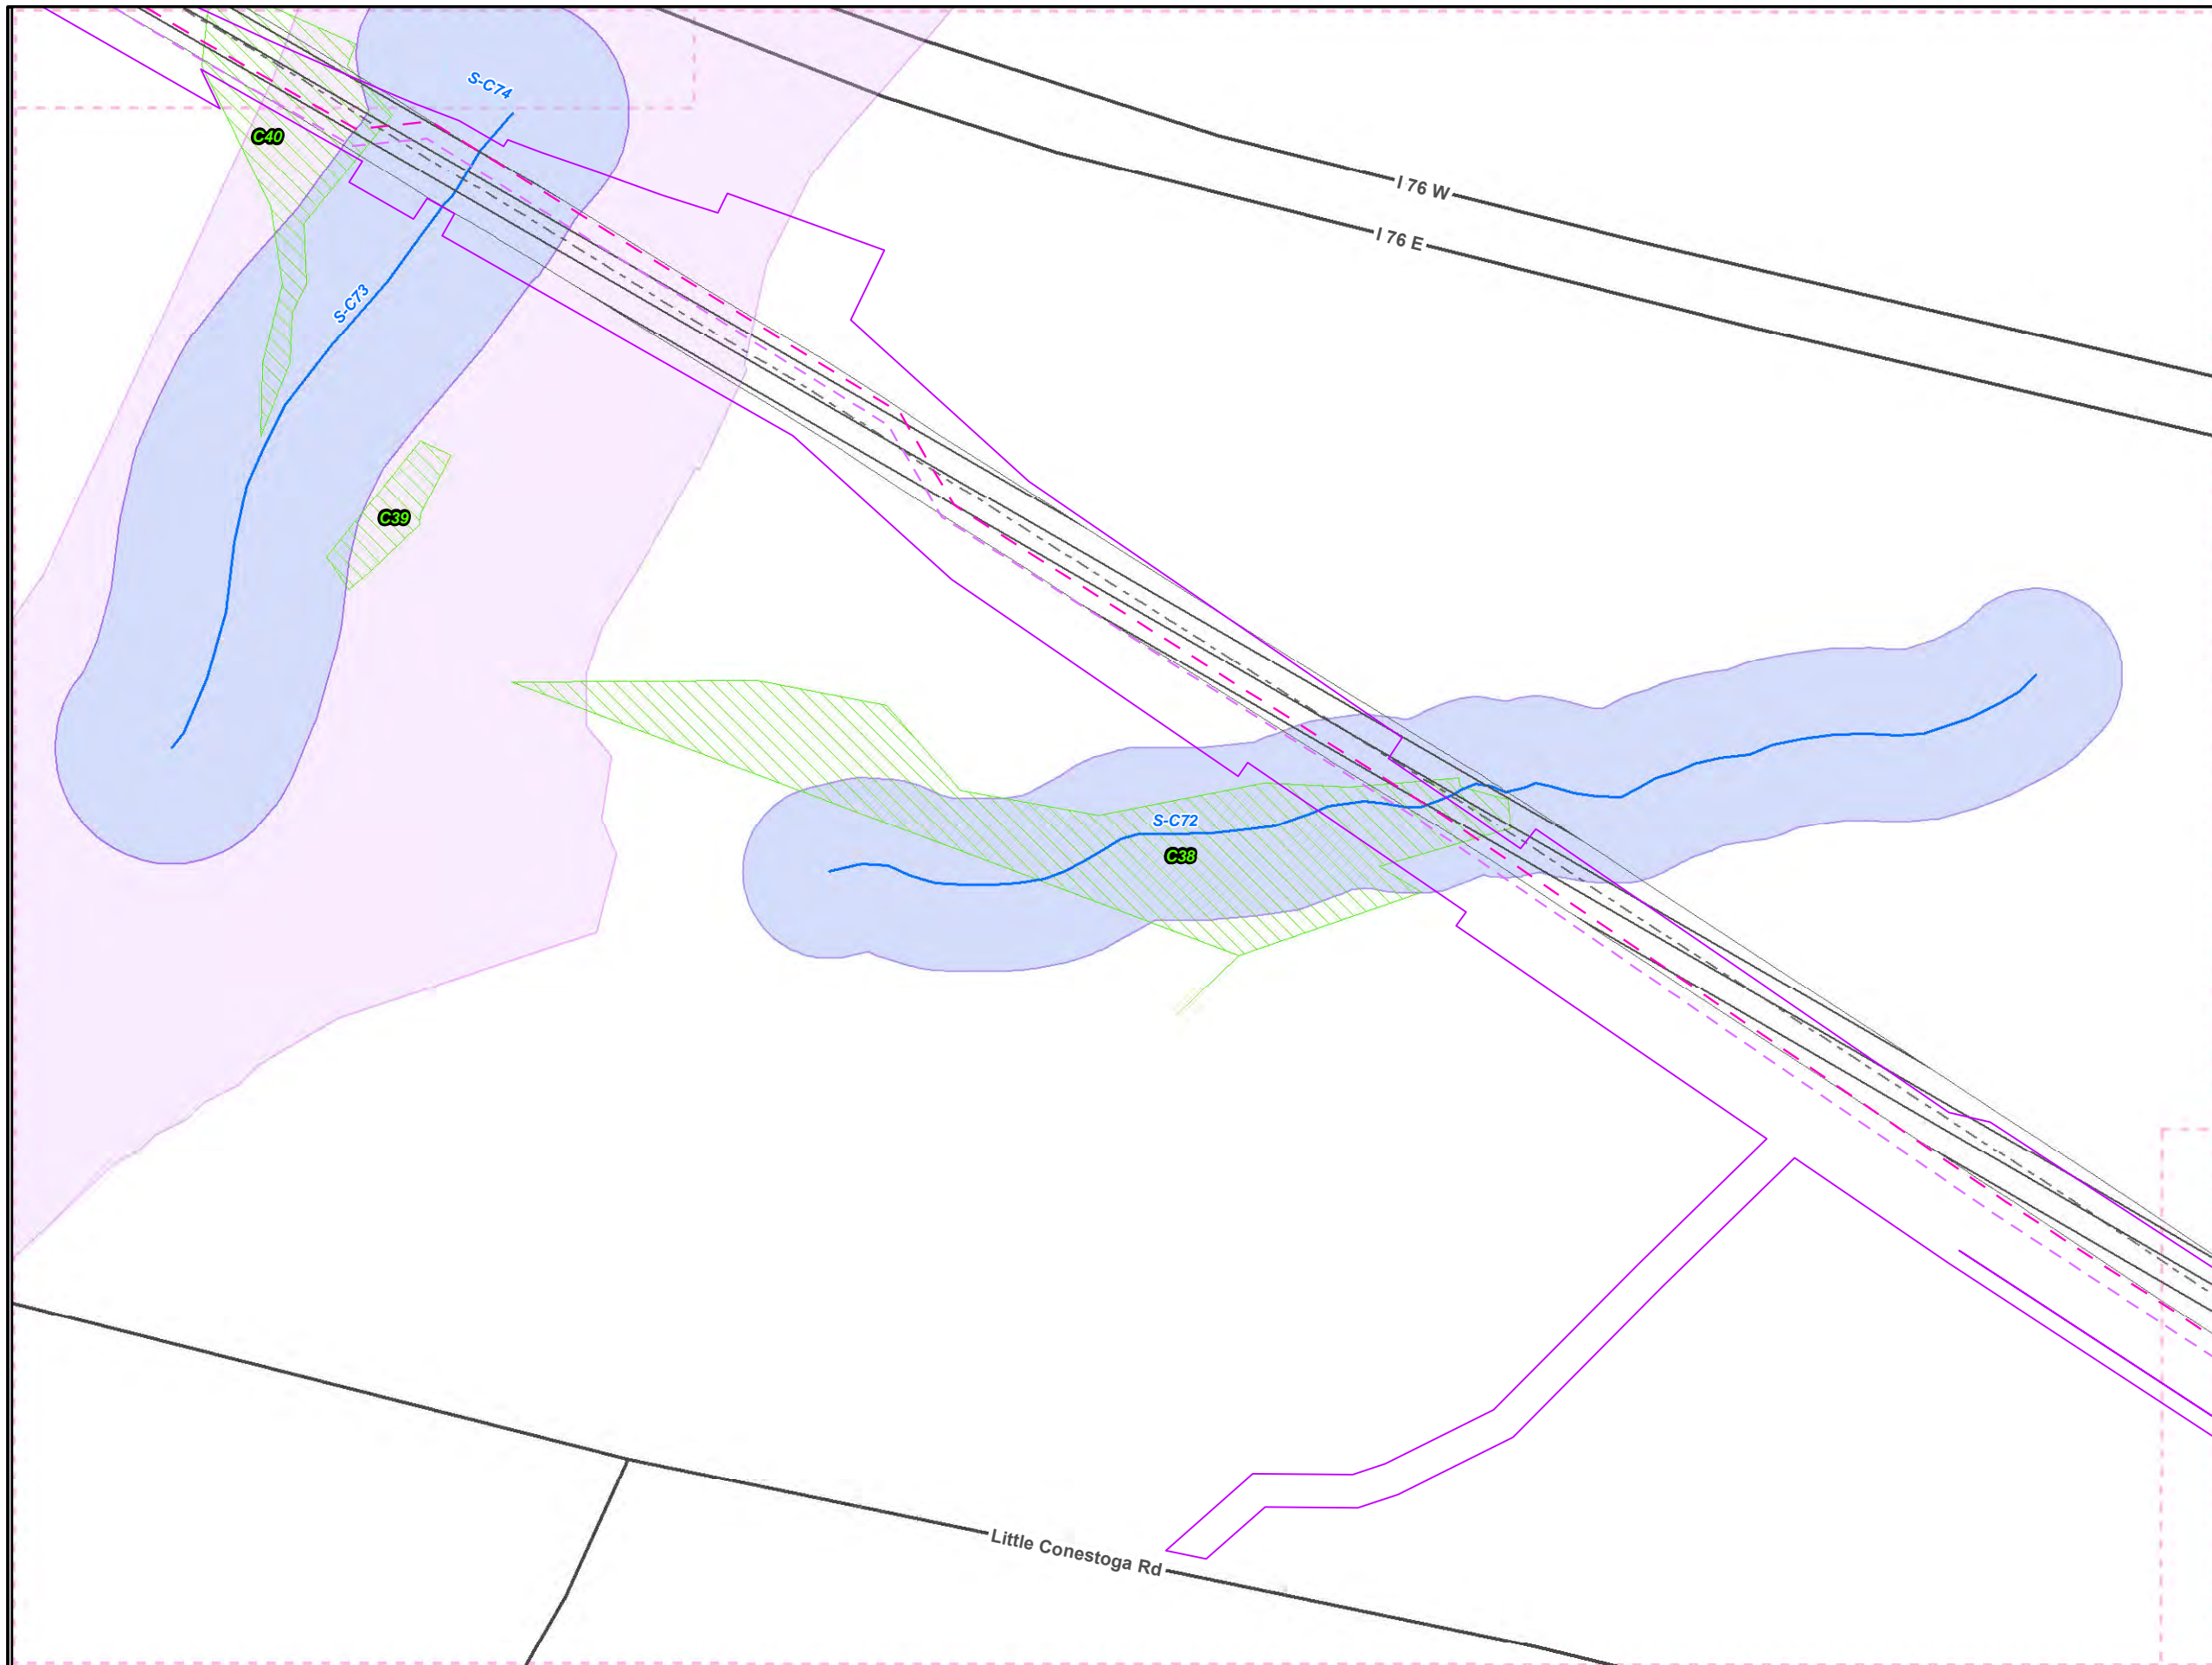 S-C74
C40
I 76 W
I 76 E
S-C73
C39
S-C72
C38
Little Conestoga Rd